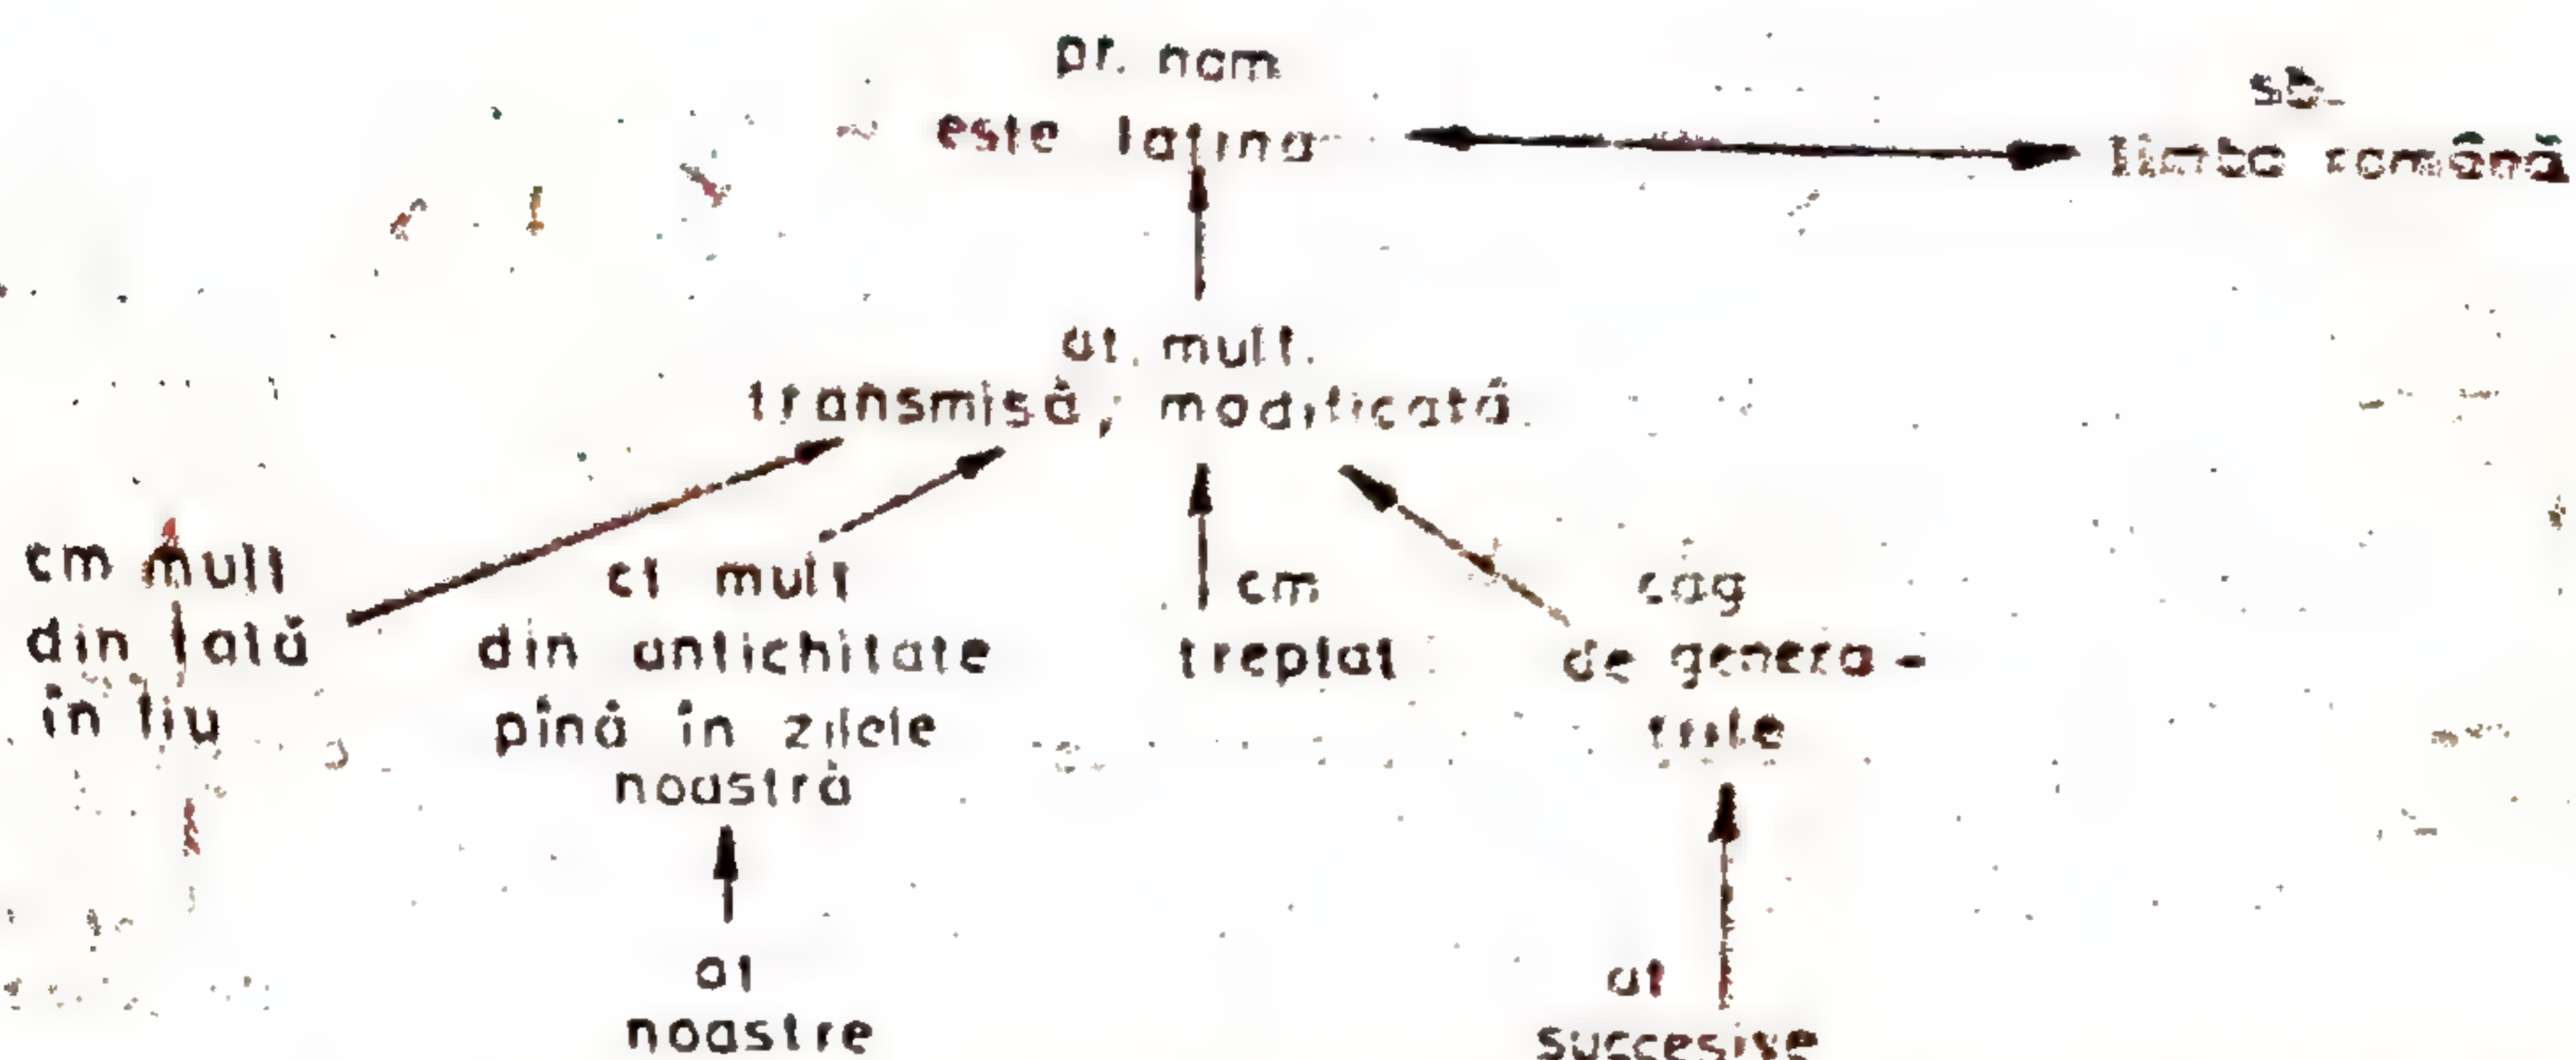 pr. nom
sb.
este latina
limba română
at. mult.
transmisă, modificată
cm mult
din tată
în fiu
ct mult
din antichitate
pînă în zilele
noastră
cm
treptat
cag
de genera-
țiile
at
noastre
at
succesive